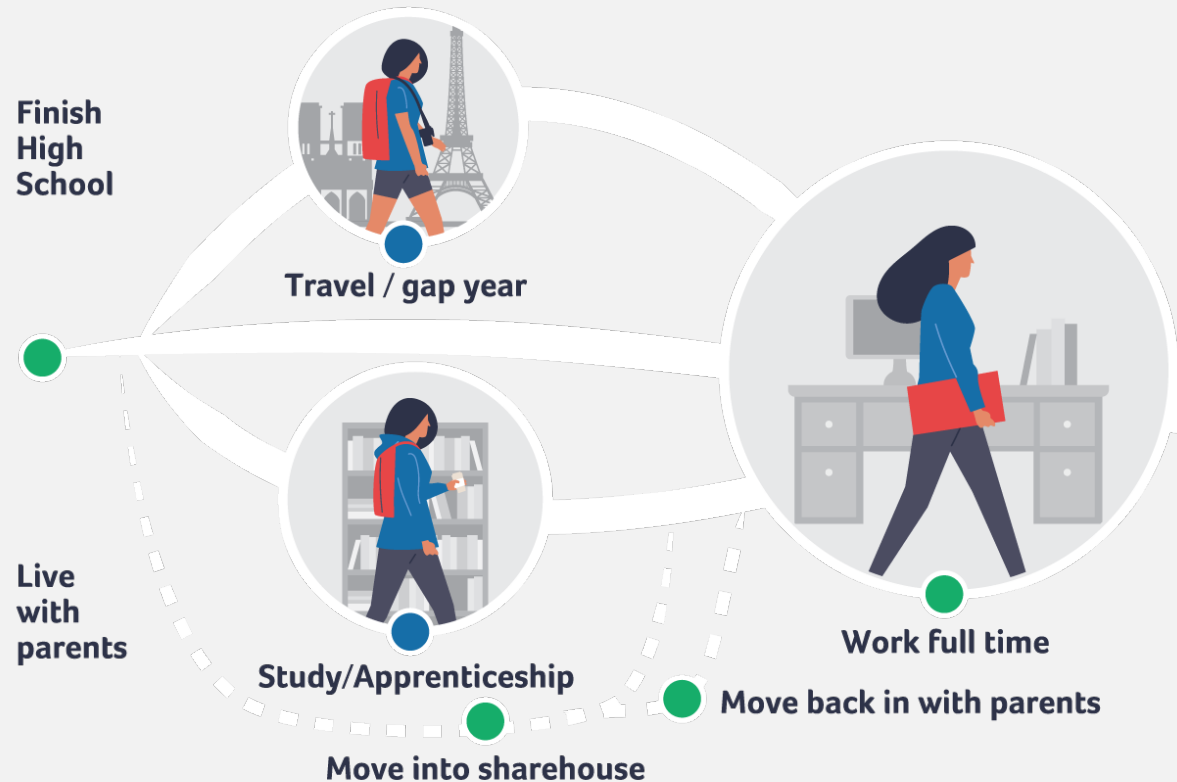 Finish
High
School
Travel / gap year
Live
with
parents
Study/Apprenticeship
Work full time
Move back in with parents
Move into sharehouse